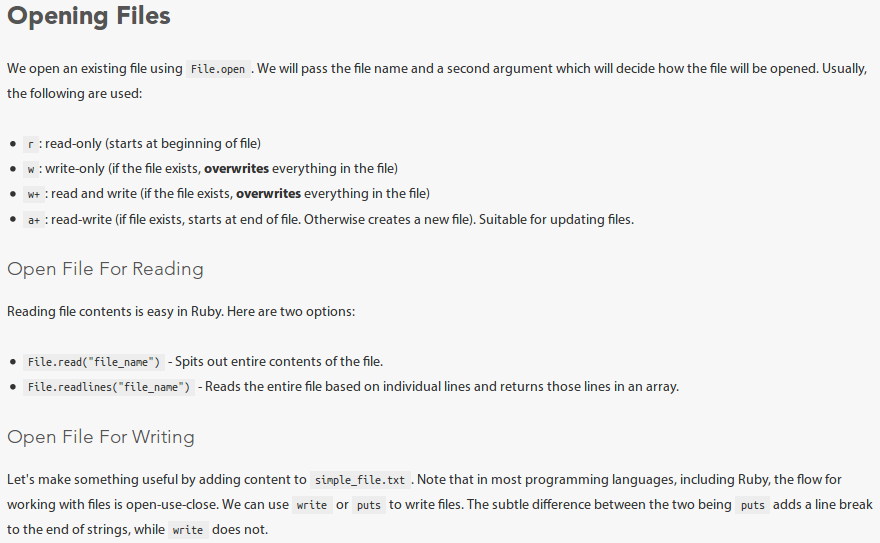 Opening Files
We open an existing file using File.open . We will pass the file name and a second argument which will decide how the file will be opened. Usually,
the following are used:
• r : read-only (starts at beginning of file)
• w : write-only (if the file exists, overwrites everything in the file)
• w+ : read and write (if the file exists, overwrites everything in the file)
• a+ : read-write (if file exists, starts at end of file. Otherwise creates a new file). Suitable for updating files.
Open File For Reading
Reading file contents is easy in Ruby. Here are two options:
• File.read("file_name") - Spits out entire contents of the file.
• File.readlines("file_name") - Reads the entire file based on individual lines and returns those lines in an array.
Open File For Writing
Let's make something useful by adding content to simple_file.txt . Note that in most programming languages, including Ruby, the flow for
working with files is open-use-close. We can use write or puts to write files. The subtle difference between the two being puts adds a line break
to the end of strings, while write does not.